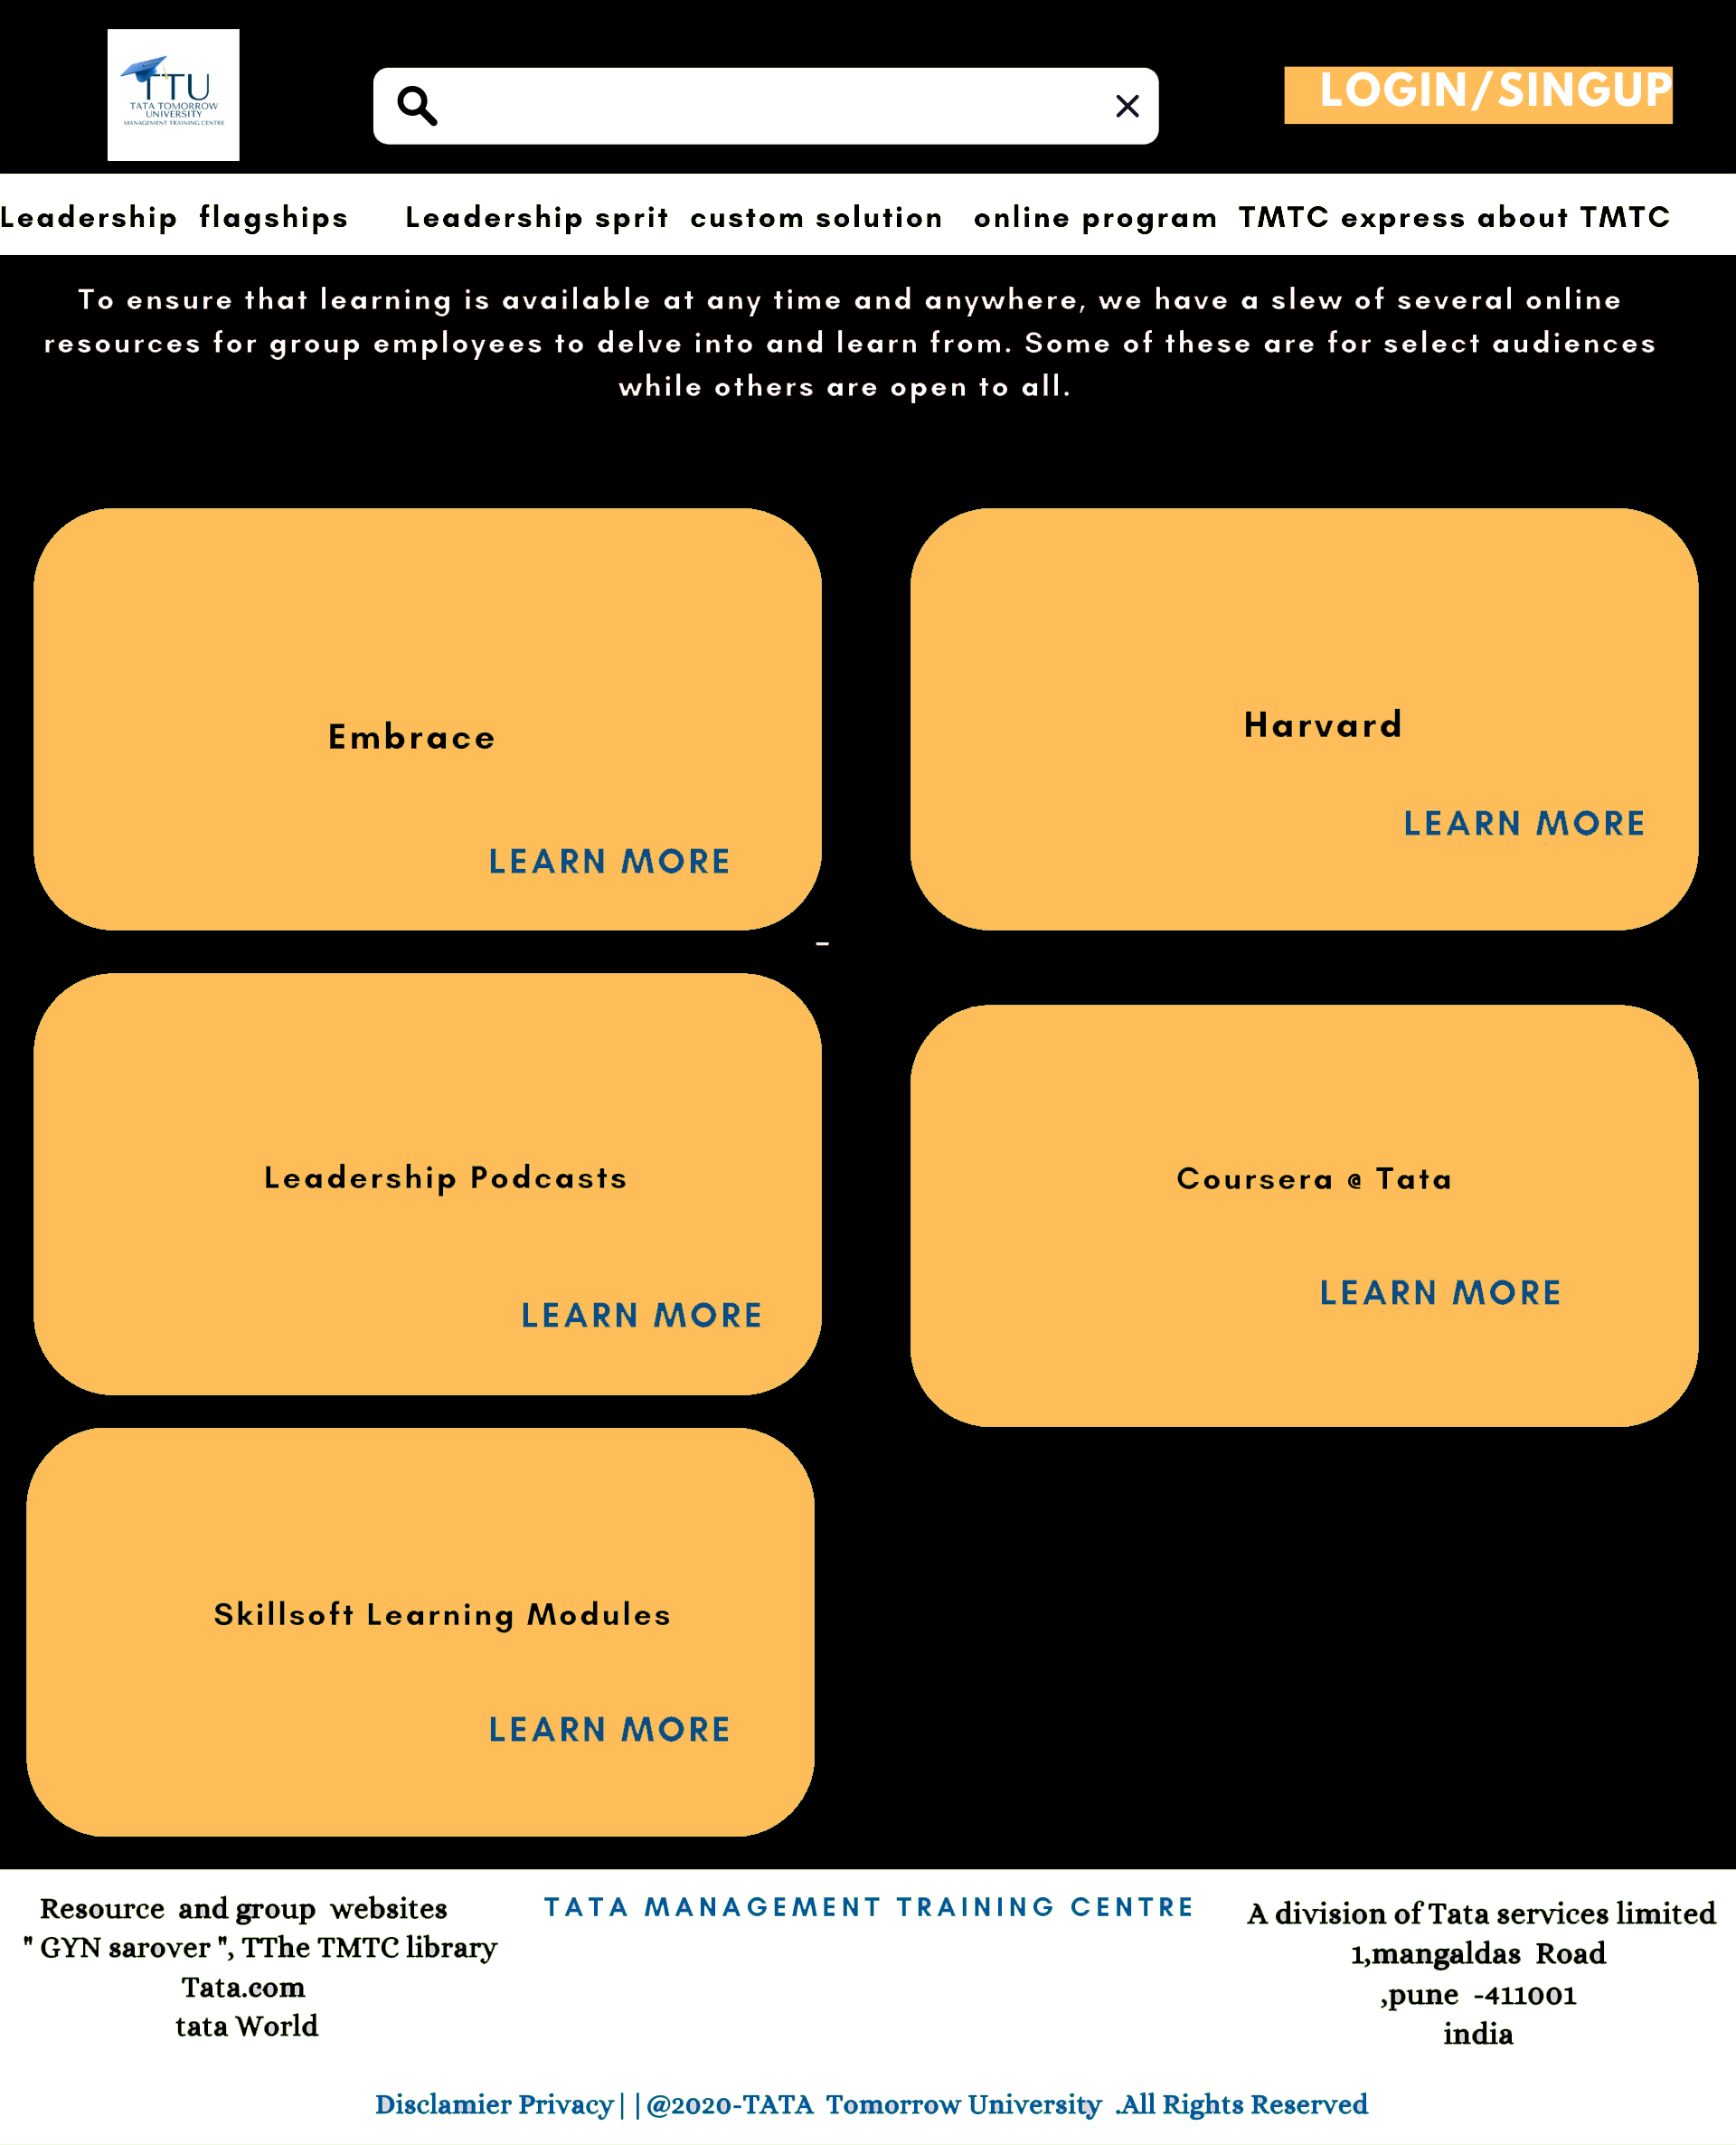 TTU
TATA TOMORROW
UNIVERSITY
MANAGEMENT TRAINING CENTRE
LOGIN/SINGUP
Leadership flagships Leadership sprit custom solution online program TMTC express about TMTC
To ensure that learning is available at any time and anywhere, we have a slew of several online
resources for group employees to delve into and learn from. Some of these are for select audiences
while others are open to all.
Embrace
LEARN MORE
Harvard
LEARN MORE
-
Leadership Podcasts
LEARN MORE
Coursera @ Tata
LEARN MORE
Skillsoft Learning Modules
LEARN MORE
Resource and group websites
" GYN sarover ", TThe TMTC library
Tata.com
tata World
TATA MANAGEMENT TRAINING CENTRE
A division of Tata services limited
1,mangaldas Road
,pune -411001
india
Disclamier Privacy||@2020-TATA Tomorrow University .All Rights Reserved